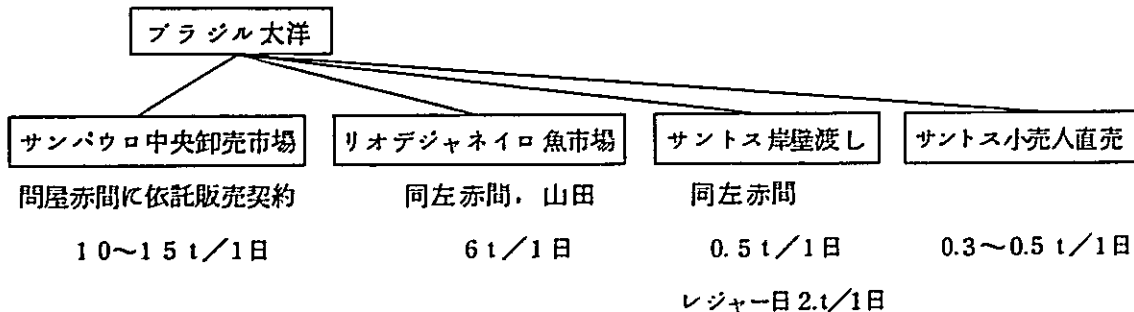 ブラジル太洋
サンパウロ中央卸売市場 リオデジャネイロ魚市場 サントス岸壁渡し サントス小売人直売
問屋赤間に依託販売契約 同左赤間,山田 同左赤間
10〜15t/1日 6t/1日 0.5t/1日 0.3〜0.5t/1日
レジャー日2.t/1日